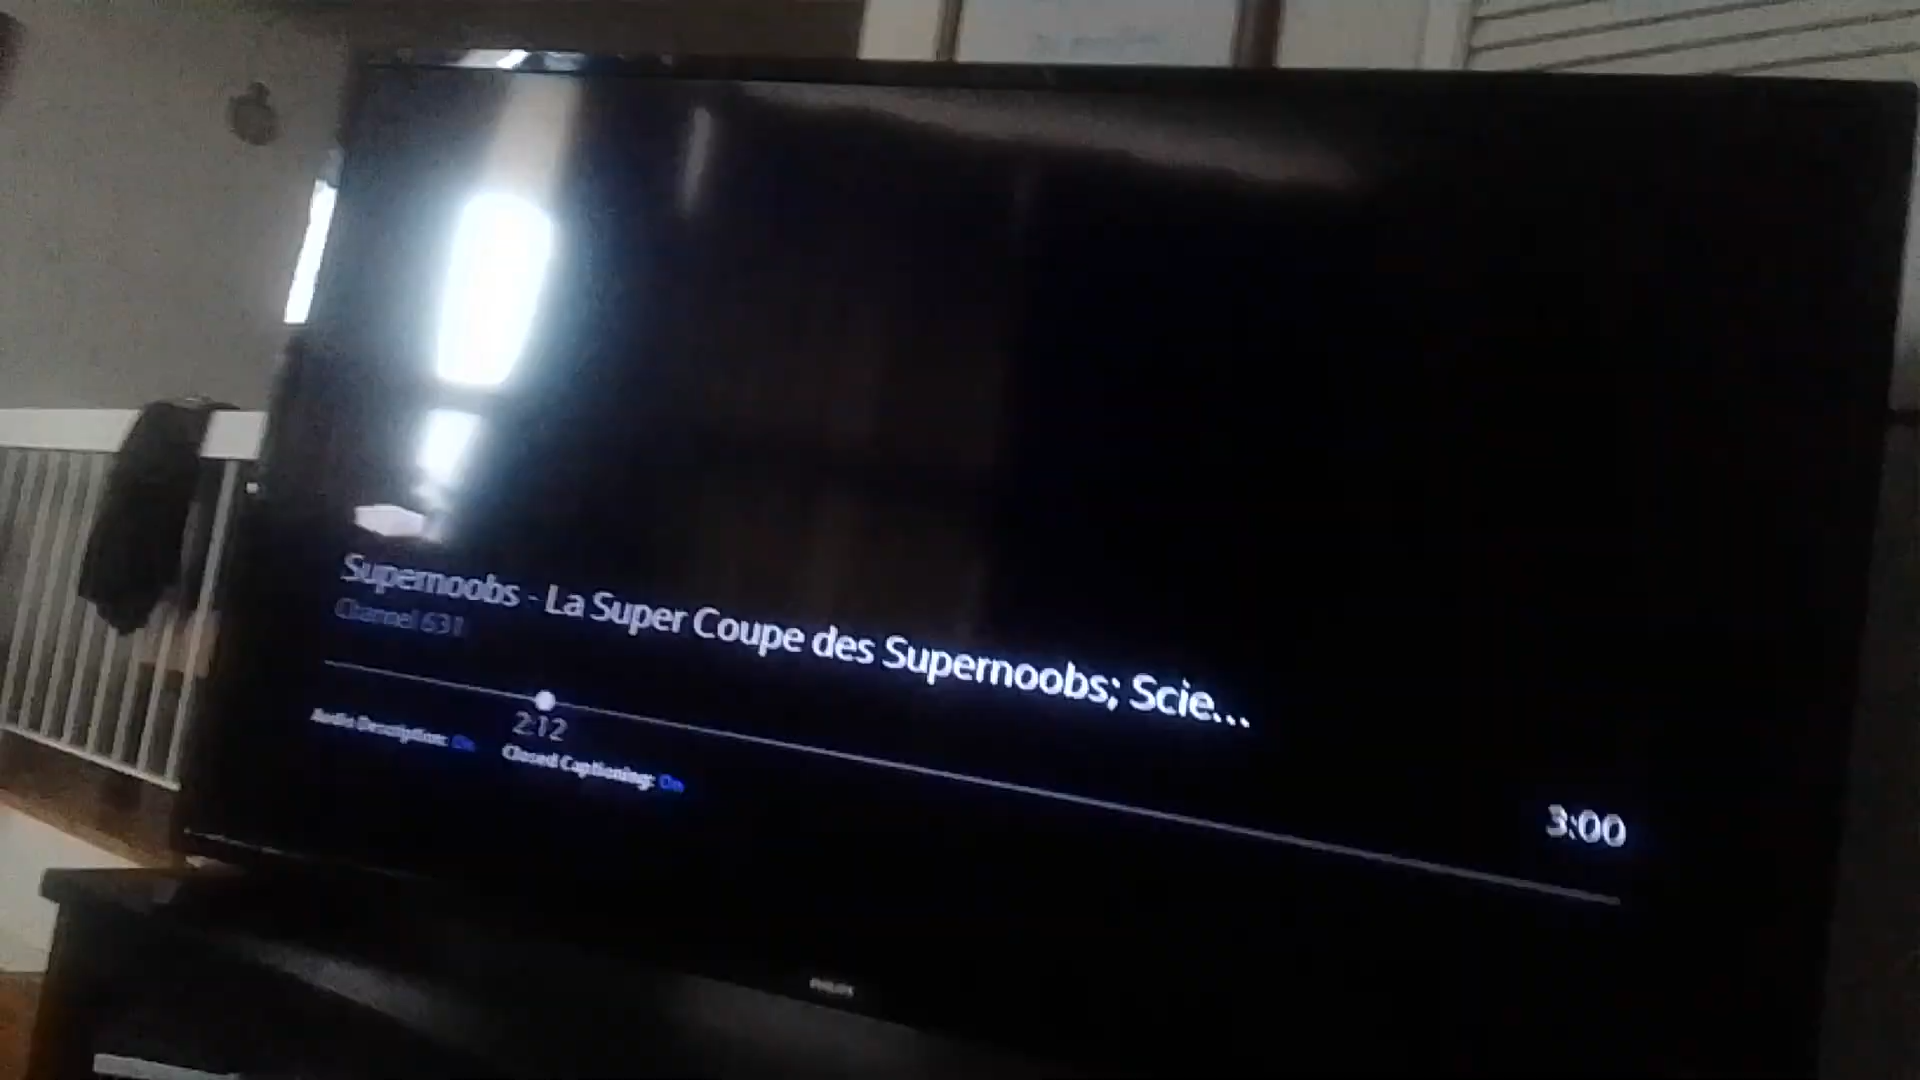 Supernoobs - La Super Coupe des Supernoobs; Scie...
Channel 631
2:12
3:00
Audio Description: On
Closed Captioning: On
PHILIPS